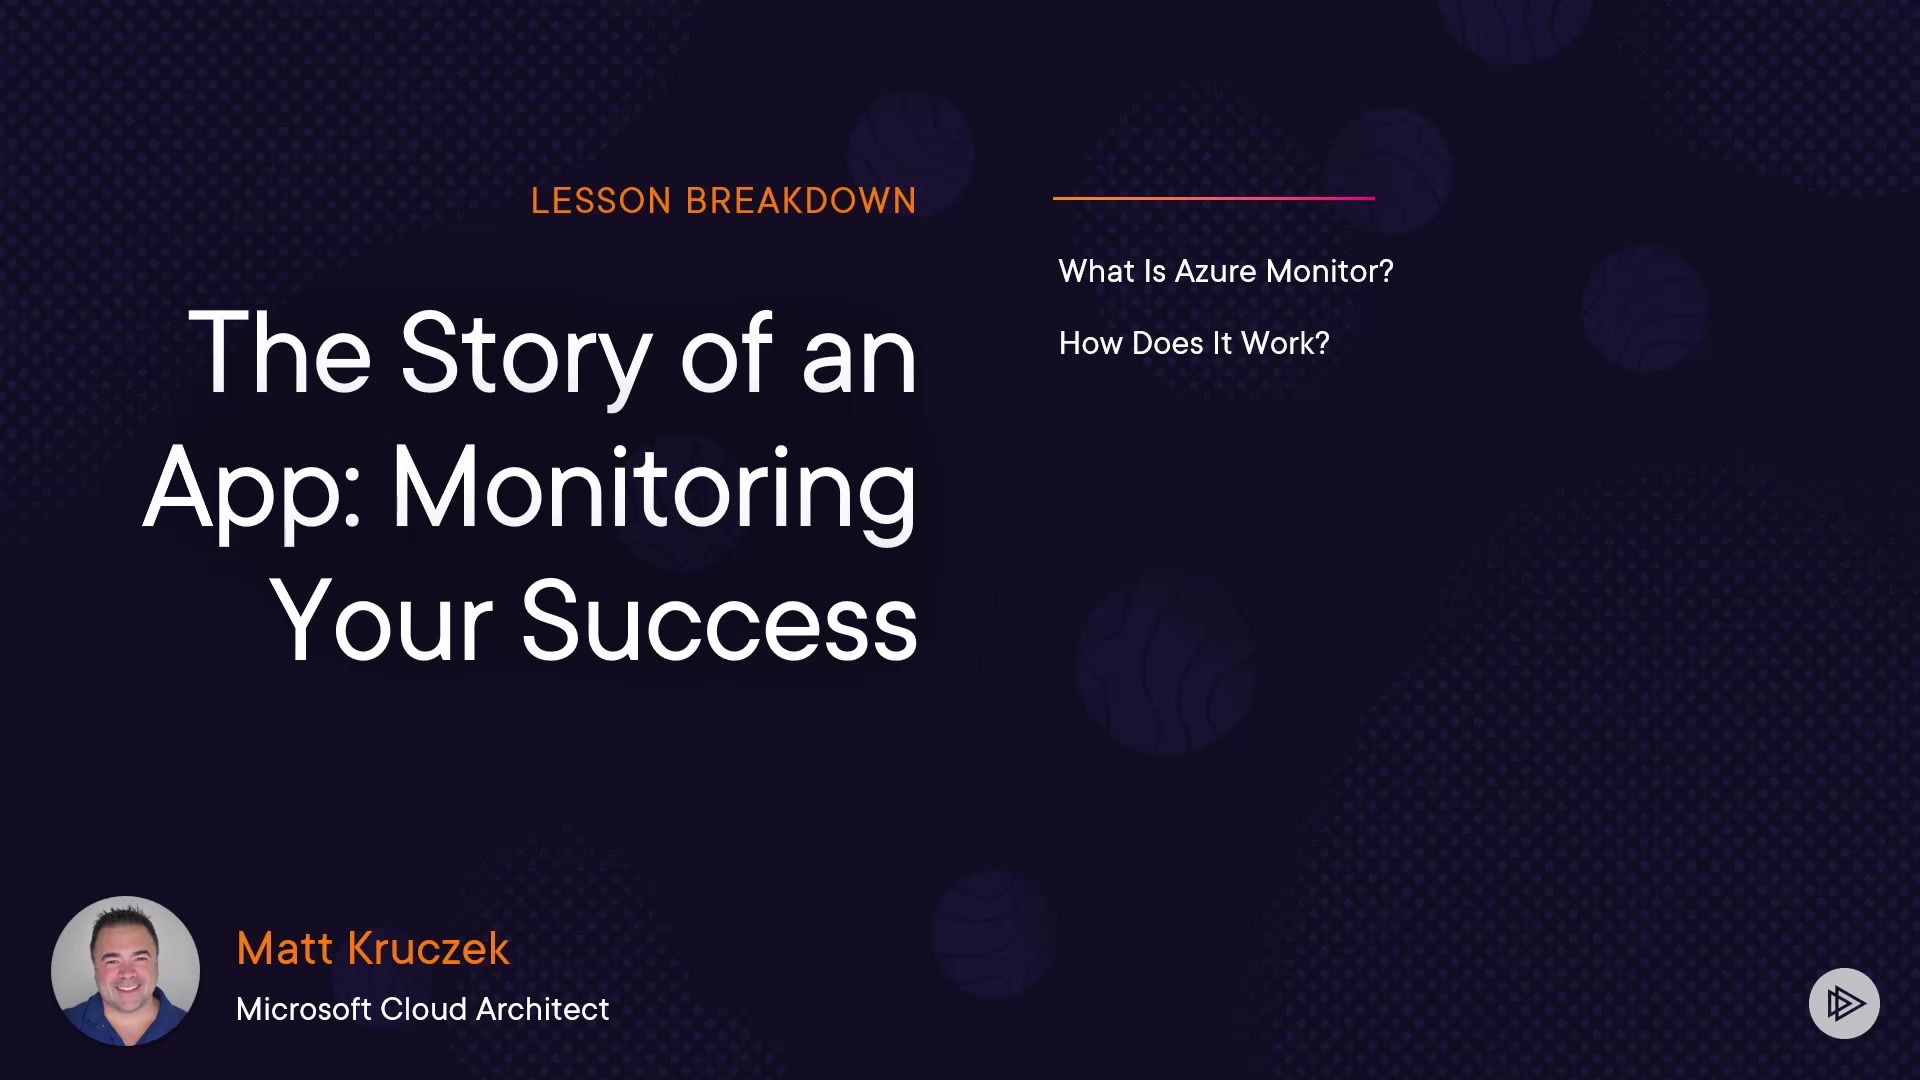 LESSON BREAKDOWN
The Story of an
App: Monitoring
Your Success
What Is Azure Monitor?
How Does It Work?
Matt Kruczek
Microsoft Cloud Architect